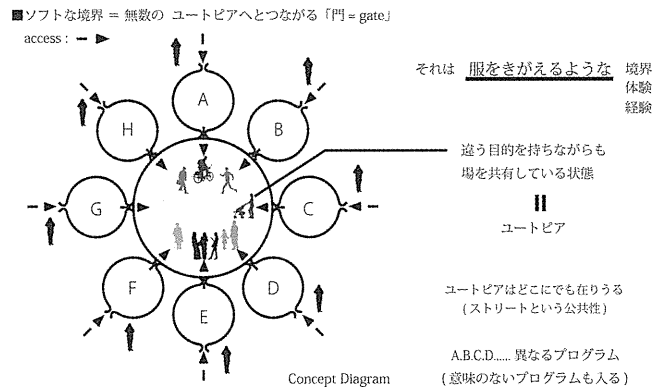 ■ソフトな境界 = 無数の ユートピアへとつながる「門 = gate」
access :
それは 服をきがえるような 境界
体験
経験
A
B
C
D
E
F
G
H
違う目的を持ちながらも
場を共有している状態
=
ユートピア
ユートピアはどこにでも在りうる
( ストリートという公共性 )
A.B.C.D...... 異なるプログラム
( 意味のないプログラムも入る )
Concept Diagram